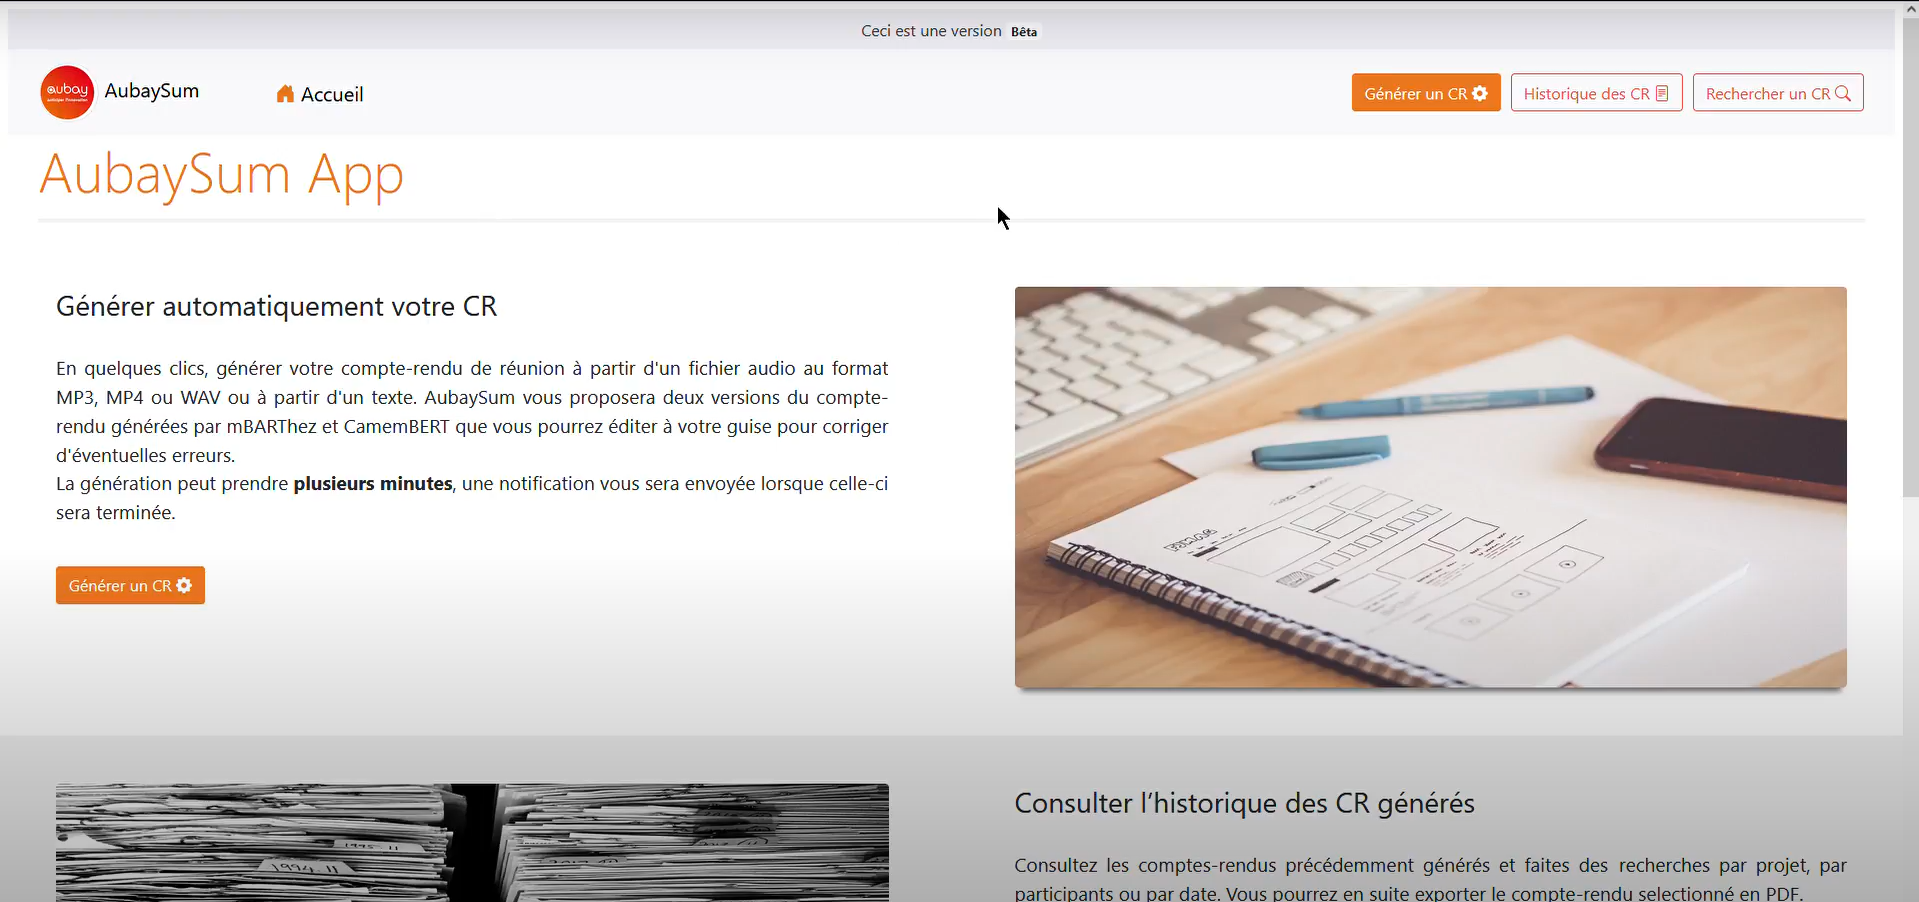 Ceci est une version Bêta
aubay
AubaySum
Accueil
Générer un CR
Historique des CR
Rechercher un CR
AubaySum App
Générer automatiquement votre CR
En quelques clics, générer votre compte-rendu de réunion à partir d'un fichier audio au format
MP3, MP4 ou WAV ou à partir d'un texte. AubaySum vous proposera deux versions du compte-
rendu générées par mBARThez et CamemBERT que vous pourrez éditer à votre guise pour corriger
d'éventuelles erreurs.
La génération peut prendre plusieurs minutes, une notification vous sera envoyée lorsque celle-ci
sera terminée.
Générer un CR
Consulter l'historique des CR générés
Consultez les comptes-rendus précédemment générés et faites des recherches par projet, par
participants ou par date. Vous pourrez en suite exporter le compte-rendu selectionné en PDF.